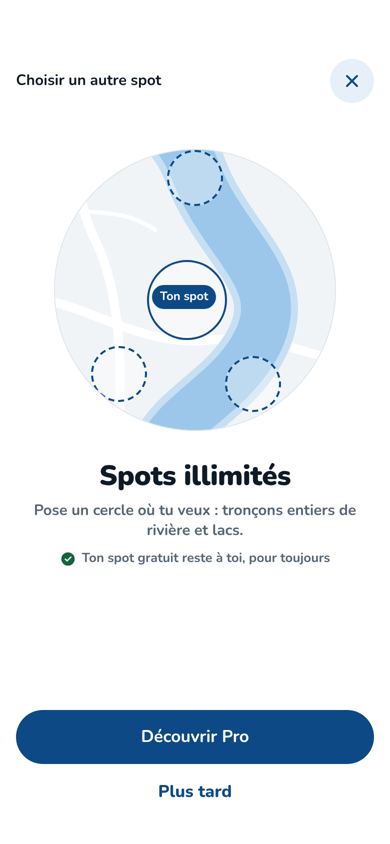 Choisir un autre spot
Ton spot
Spots illimités
Pose un cercle où tu veux : tronçons entiers de
rivière et lacs.
Ton spot gratuit reste à toi, pour toujours
Découvrir Pro
Plus tard